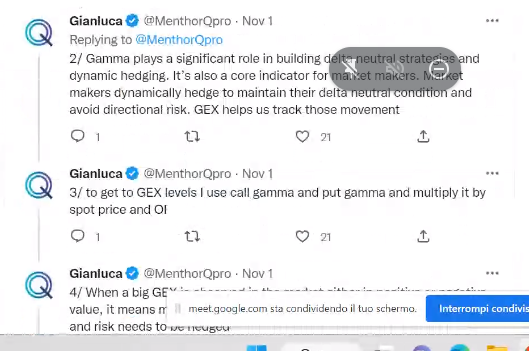 Gianluca @MenthorQpro · Nov 1
Replying to @MenthorQpro
2/ Gamma plays a significant role in building delta neutral strategies and
dynamic hedging. It's also a core indicator for market makers. Market
makers dynamically hedge to maintain their delta neutral condition and
avoid directional risk. GEX helps us track those movement
1 21
Gianluca @MenthorQpro · Nov 1
3/ to get to GEX levels I use call gamma and put gamma and multiply it by
spot price and OI
1 21
Gianluca @MenthorQpro · Nov 1
4/ When a big GEX
value, it means
meet.google.com sta condividendo il tuo schermo.
Interrompi condivis
and risk needs to be hedged